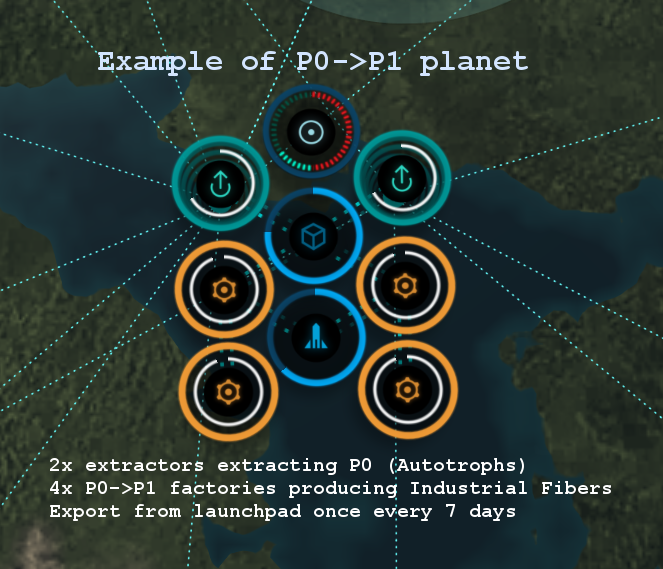 Example of P0->P1 planet
2x extractors extracting P0 (Autotrophs)
4x P0->P1 factories producing Industrial Fibers
Export from launchpad once every 7 days